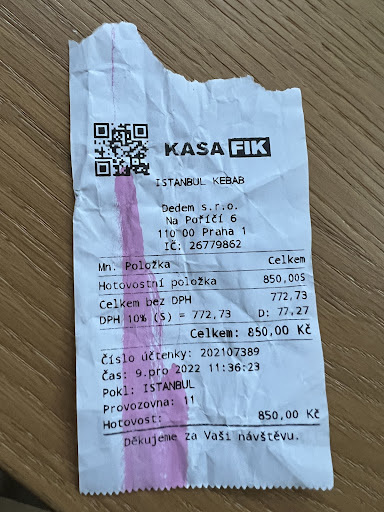 KASA FIK
ISTANBUL KEBAB
Dedem s.r.o.
Na Poříčí 6
110 00 Praha 1
IČ: 26779862
Mn. Položka Celkem
Hotovostní položka 850,00S
Celkem bez DPH 772,73
DPH 10% (S) = 772,73 D: 77,27
Celkem: 850,00 Kč
Číslo účtenky: 202107389
Čas: 9.pro 2022 11:36:23
Pokl: ISTANBUL
Provozovna: 11
Hotovost: 850,00 Kč
Děkujeme za Vaši návštěvu.